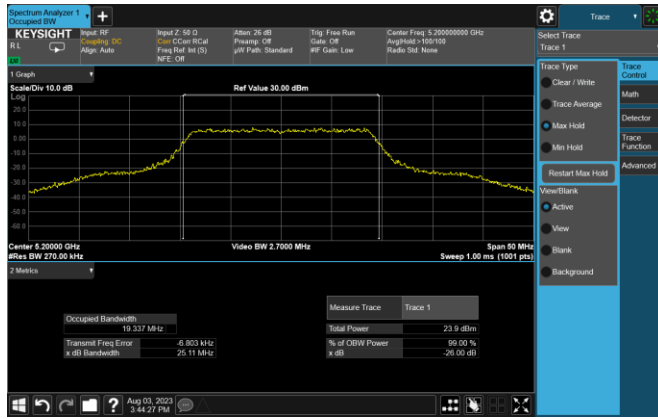 Spectrum Analyzer 1
Occupied BW
+
KEYSIGHT
RL
Input: RF
Coupling: DC
Align: Auto
Input Z: 50 Ω
Corr CCorr RCal
Freq Ref: Int (S)
NFE: Off
Atten: 26 dB
Preamp: Off
µW Path: Standard
Trig: Free Run
Gate: Off
#IF Gain: Low
Center Freq: 5.200000000 GHz
Avg|Hold:>100/100
Radio Std: None
1 Graph
Scale/Div 10.0 dB
Ref Value 30.00 dBm
Log
20.0
10.0
0.00
-10.0
-20.0
-30.0
-40.0
-50.0
-60.0
Center 5.20000 GHz
Video BW 2.7000 MHz
Span 50 MHz
#Res BW 270.00 kHz
Sweep 1.00 ms (1001 pts)
2 Metrics
Occupied Bandwidth
19.337 MHz
Transmit Freq Error -6.803 kHz
x dB Bandwidth 25.11 MHz
Measure Trace Trace 1
Total Power 23.9 dBm
% of OBW Power 99.00 %
x dB -26.00 dB
Aug 03, 2023
3:44:27 PM
?
Trace
Select Trace
Trace 1
Trace Type
Clear / Write
Trace Average
Max Hold
Min Hold
Restart Max Hold
View/Blank
Active
View
Blank
Background
Trace
Control
Math
Detector
Trace
Function
Advanced